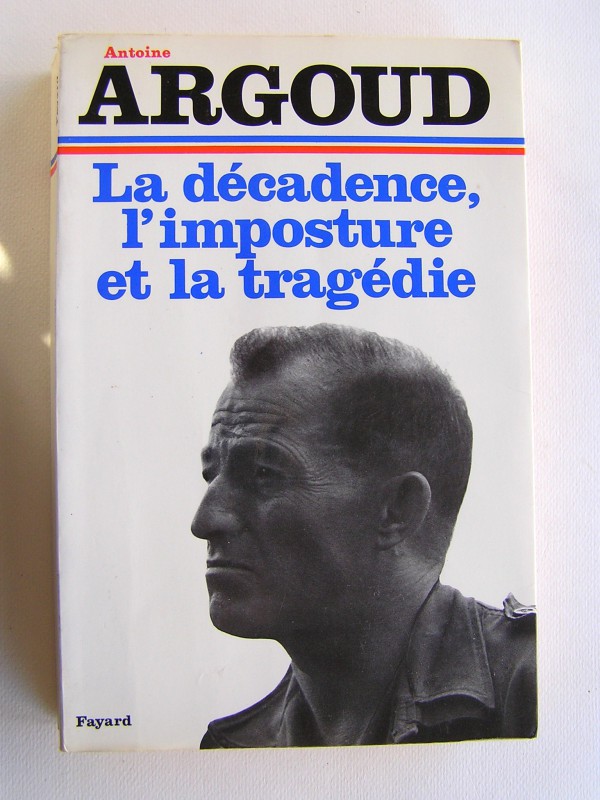 Antoine
ARGOUD
La décadence,
l'imposture
et la tragédie
Fayard